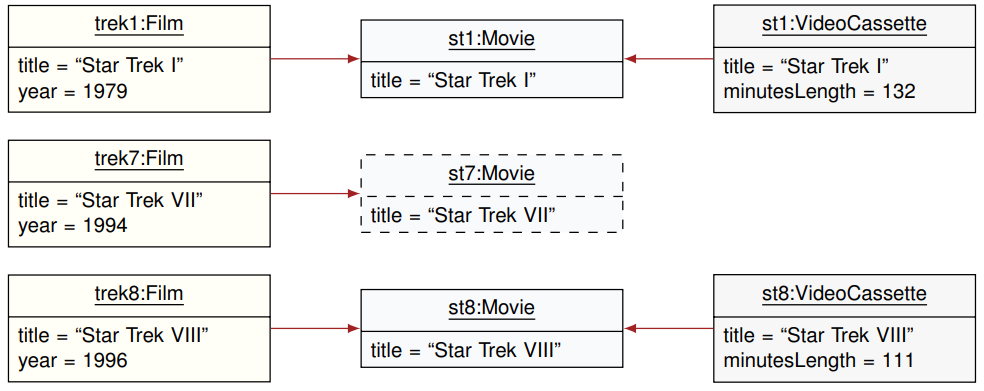 trek1:Film
title = “Star Trek I”
year = 1979
st1:Movie
title = “Star Trek I”
st1:VideoCassette
title = “Star Trek I”
minutesLength = 132
trek7:Film
title = “Star Trek VII”
year = 1994
st7:Movie
title = “Star Trek VII”
trek8:Film
title = “Star Trek VIII”
year = 1996
st8:Movie
title = “Star Trek VIII”
st8:VideoCassette
title = “Star Trek VIII”
minutesLength = 111